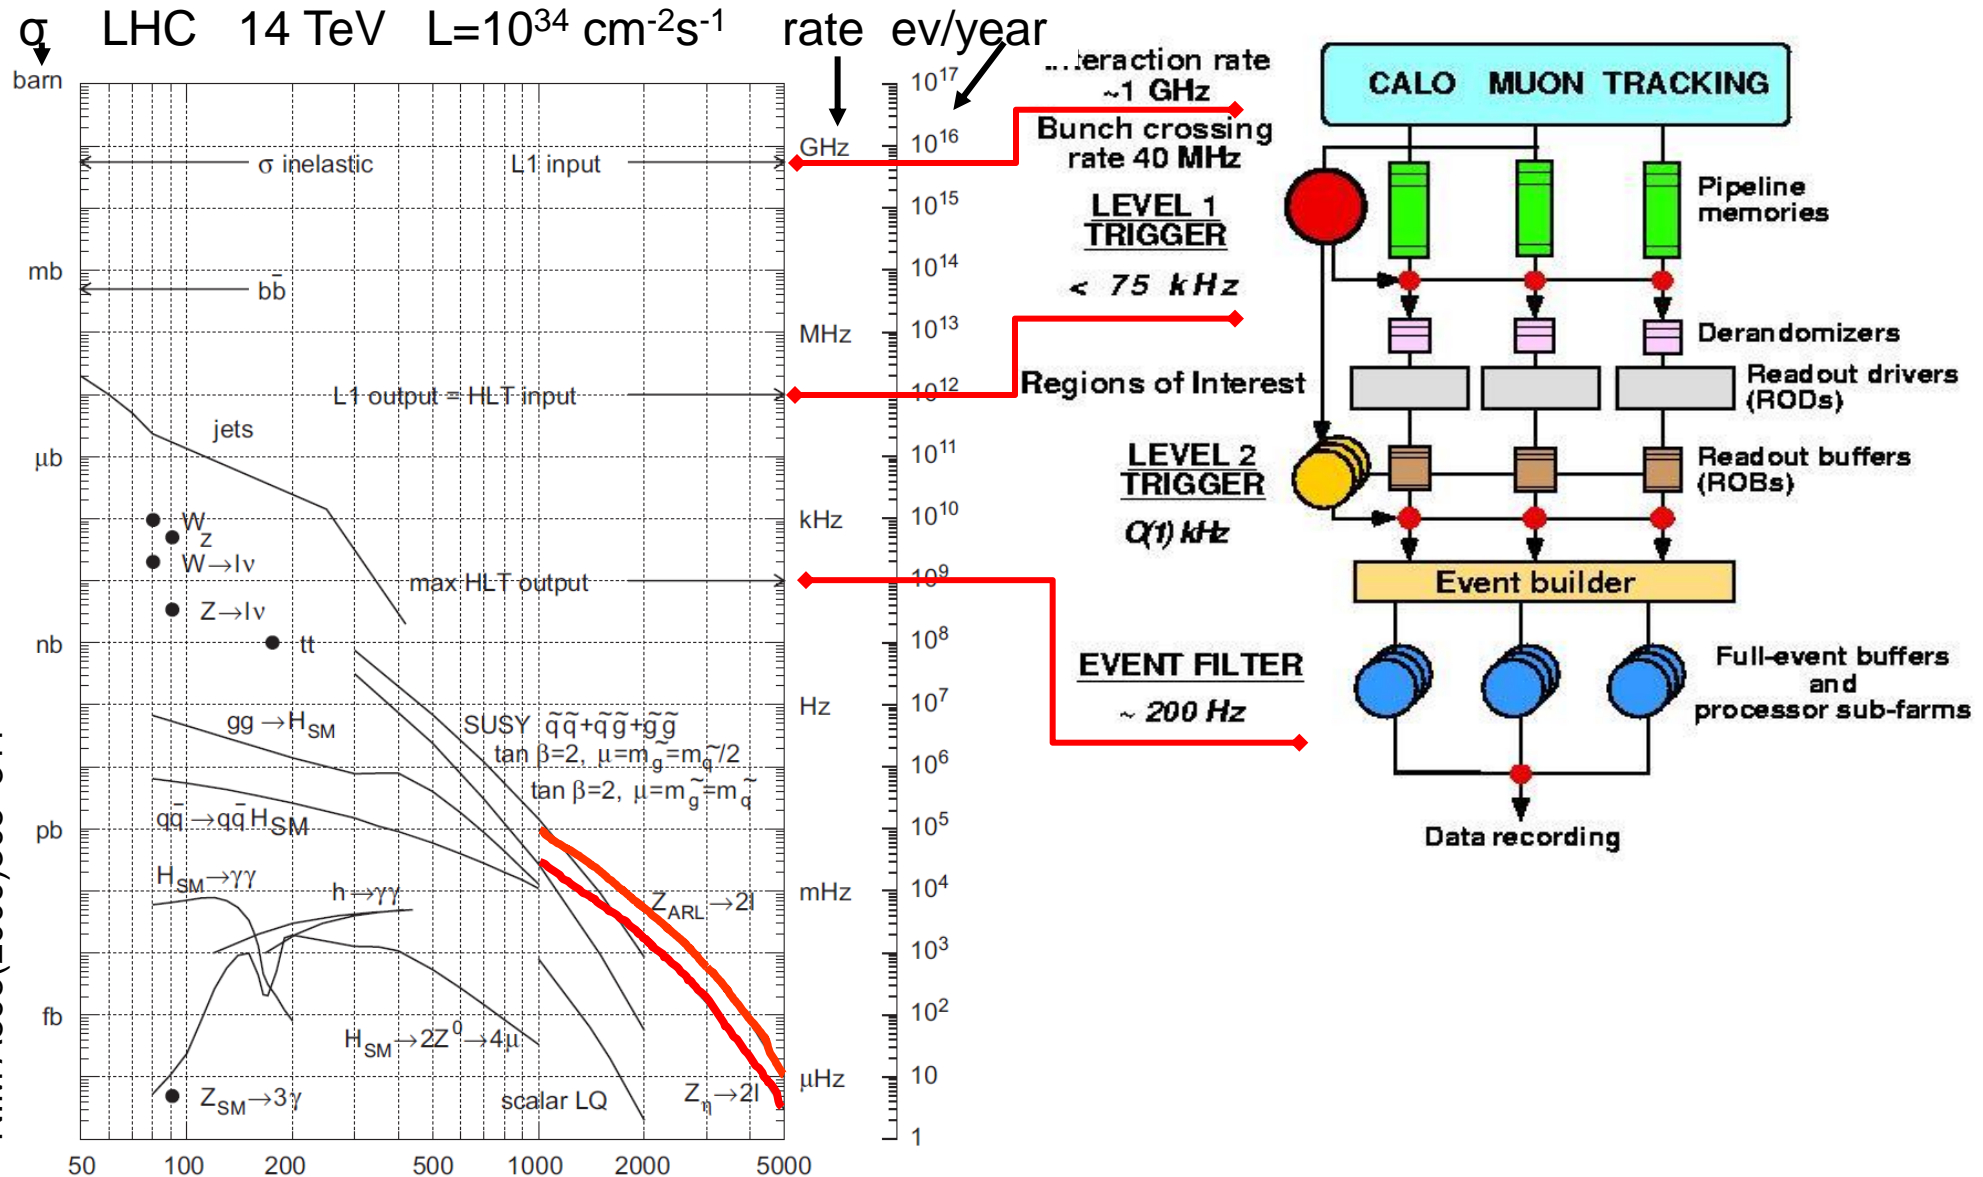 σ LHC 14 TeV L=10³⁴ cm⁻²s⁻¹ rate ev/year
barn
mb
μb
nb
pb
fb
σ inelastic L1 input
bb̄
L1 output = HLT input
jets
W
Z
W→lν
Z→lν
max HLT output
tt
gg→H_SM
SUSY q̃q̃+q̃g̃+g̃g̃
tan β=2, μ=m_g̃=m_q̃/2
tan β=2, μ=m_g̃=m_q̃
qq̄→qq̄H_SM
H_SM→γγ
h→γγ
Z_ARL→2l
H_SM→2Z⁰→4μ
Z_SM→3γ
scalar LQ
Z_η→2l
50 100 200 500 1000 2000 5000
GHz
MHz
kHz
Hz
mHz
μHz
10¹⁷
10¹⁶
10¹⁵
10¹⁴
10¹³
10¹²
10¹¹
10¹⁰
10⁹
10⁸
10⁷
10⁶
10⁵
10⁴
10³
10²
10
1
rate
~1 GHz
Bunch crossing
rate 40 MHz
LEVEL 1
TRIGGER
< 75 kHz
Regions of Interest
LEVEL 2
TRIGGER
O(1) kHz
EVENT FILTER
~ 200 Hz
CALO MUON TRACKING
Pipeline
memories
Derandomizers
Readout drivers
(RODs)
Readout buffers
(ROBs)
Event builder
Full-event buffers
and
processor sub-farms
Data recording